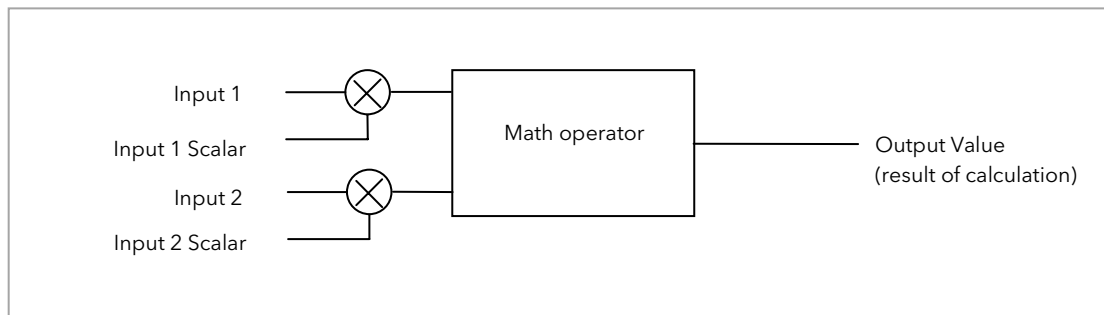 Input 1
Input 1 Scalar
Input 2
Input 2 Scalar
Math operator
Output Value
(result of calculation)